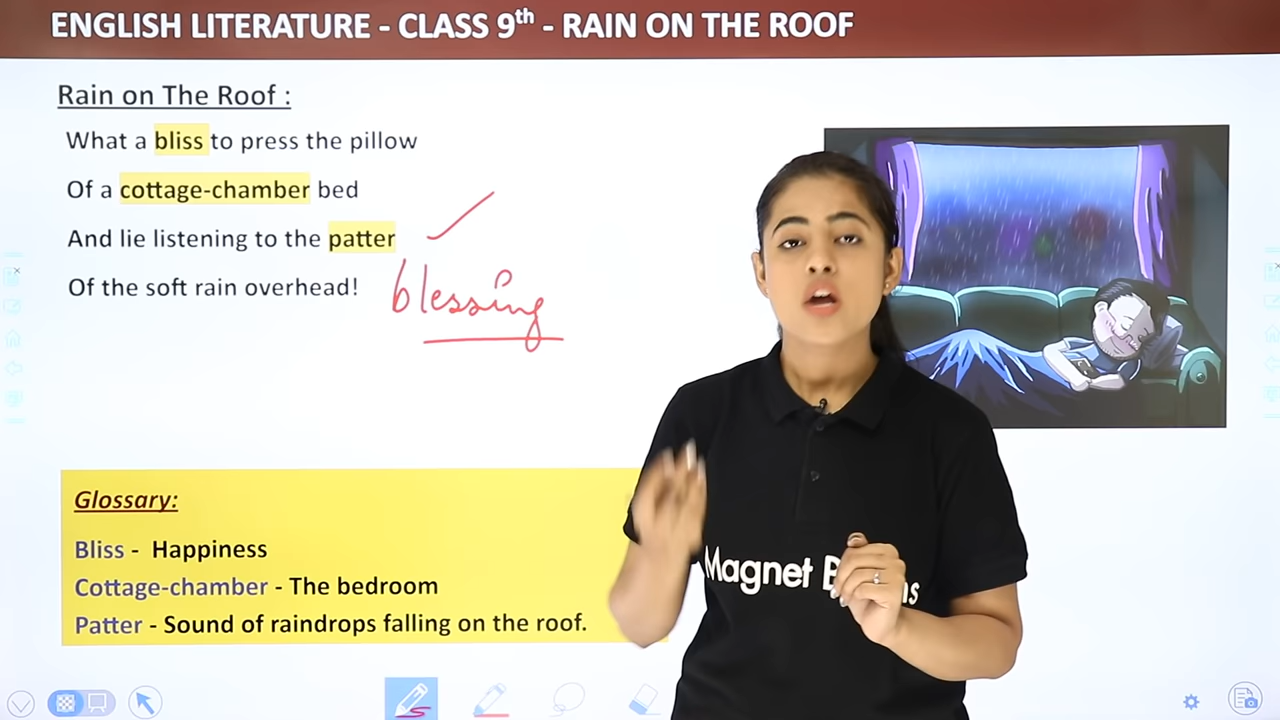 ENGLISH LITERATURE - CLASS 9th - RAIN ON THE ROOF
Rain on The Roof :
What a bliss to press the pillow
Of a cottage-chamber bed
And lie listening to the patter
Of the soft rain overhead!
blessing
Glossary:
Bliss - Happiness
Cottage-chamber - The bedroom
Patter - Sound of raindrops falling on the roof.
Magnet